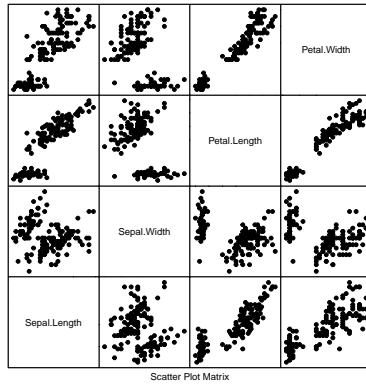 Petal.Width
Petal.Length
Sepal.Width
Sepal.Length
Scatter Plot Matrix